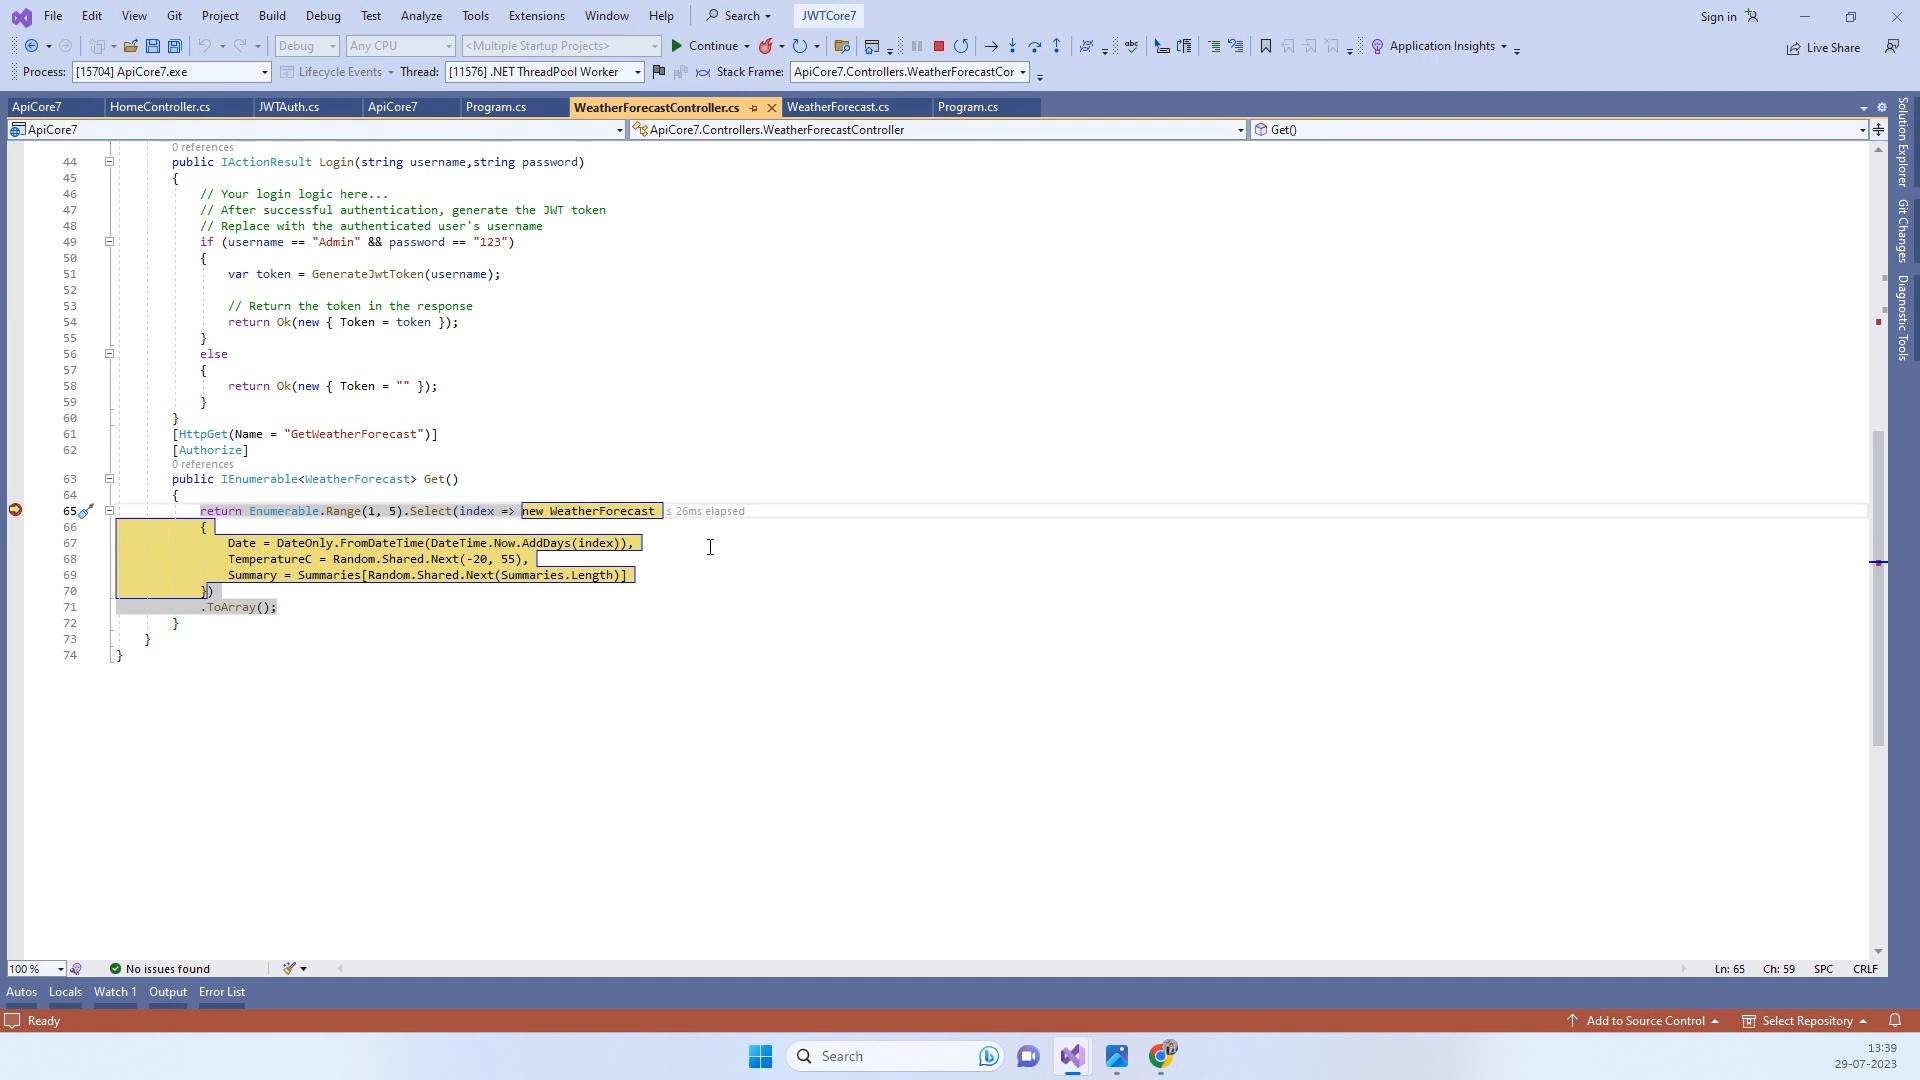 File Edit View Git Project Build Debug Test Analyze Tools Extensions Window Help Search JWTCore7 Sign in
Debug Any CPU <Multiple Startup Projects> Continue Application Insights Live Share
Process: [15704] ApiCore7.exe Lifecycle Events Thread: [11576] .NET ThreadPool Worker Stack Frame: ApiCore7.Controllers.WeatherForecastCor
ApiCore7 HomeController.cs JWTAuth.cs ApiCore7 Program.cs WeatherForecastController.cs WeatherForecast.cs Program.cs
ApiCore7 ApiCore7.Controllers.WeatherForecastController Get()
0 references
44 public IActionResult Login(string username,string password)
45 {
46 // Your login logic here...
47 // After successful authentication, generate the JWT token
48 // Replace with the authenticated user's username
49 if (username == "Admin" && password == "123")
50 {
51 var token = GenerateJwtToken(username);
52
53 // Return the token in the response
54 return Ok(new { Token = token });
55 }
56 else
57 {
58 return Ok(new { Token = "" });
59 }
60 }
61 [HttpGet(Name = "GetWeatherForecast")]
62 [Authorize]
0 references
63 public IEnumerable<WeatherForecast> Get()
64 {
65 return Enumerable.Range(1, 5).Select(index => new WeatherForecast ≤ 26ms elapsed
66 {
67 Date = DateOnly.FromDateTime(DateTime.Now.AddDays(index)),
68 TemperatureC = Random.Shared.Next(-20, 55),
69 Summary = Summaries[Random.Shared.Next(Summaries.Length)]
70 })
71 .ToArray();
72 }
73 }
74 }
Solution Explorer
Git Changes
Diagnostic Tools
100 % No issues found Ln: 65 Ch: 59 SPC CRLF
Autos Locals Watch 1 Output Error List
Ready Add to Source Control Select Repository
Search
13:39
29-07-2023